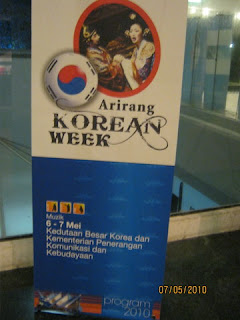 Arirang
KOREAN
WEEK
Muzik
6 - 7 Mei
Kedutaan Besar Korea dan
Kementerian Penerangan
Komunikasi dan
Kebudayaan
program
2010
07/05/2010